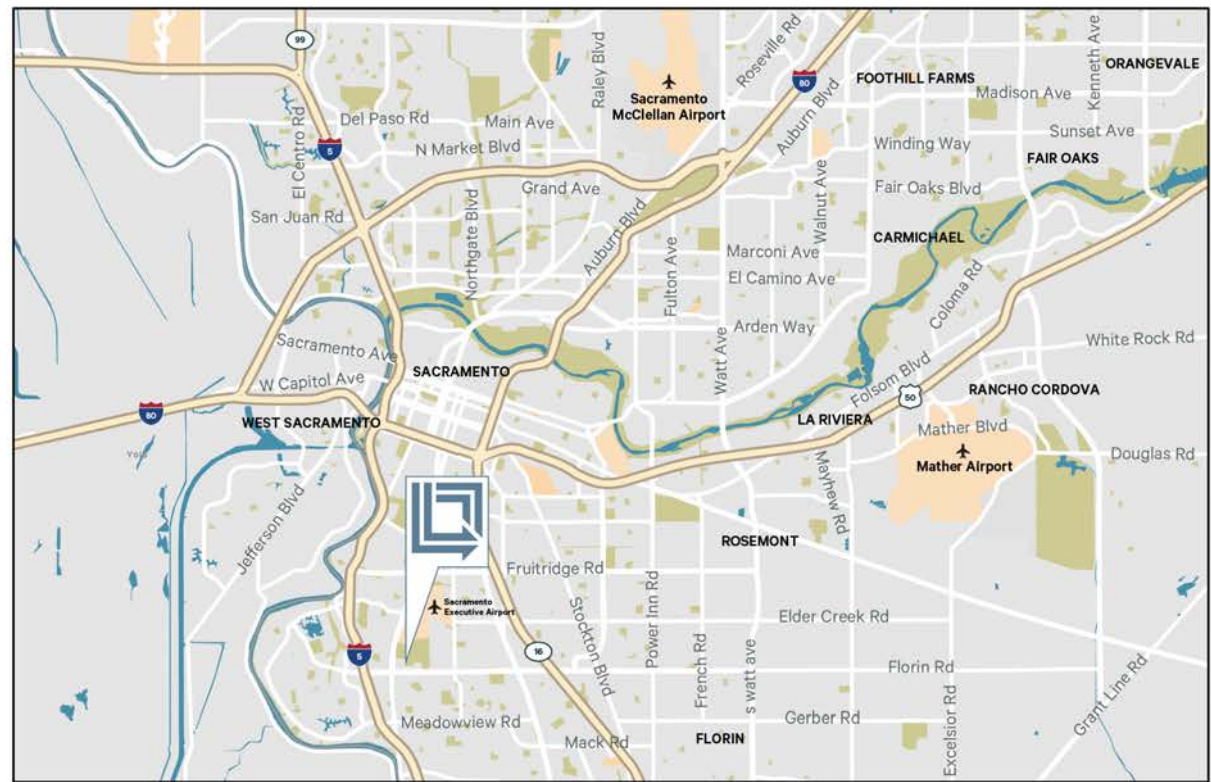 99
Roseville Rd
Raley Blvd
Kenneth Ave
ORANGEVALE
80
FOOTHILL FARMS
Madison Ave
Sacramento
McClellan Airport
Auburn Blvd
El Centro Rd
Del Paso Rd
Main Ave
Sunset Ave
5
N Market Blvd
Winding Way
FAIR OAKS
Grand Ave
Walnut Ave
Fair Oaks Blvd
San Juan Rd
Northgate Blvd
Auburn Blvd
CARMICHAEL
Fulton Ave
Marconi Ave
El Camino Ave
Coloma Rd
Arden Way
Sacramento Ave
White Rock Rd
Watt Ave
W Capitol Ave
SACRAMENTO
Folsom Blvd
RANCHO CORDOVA
50
80
WEST SACRAMENTO
LA RIVIERA
Mather Blvd
Yolo
Mather Airport
Douglas Rd
Mayhew Rd
Jefferson Blvd
ROSEMONT
Fruitridge Rd
Sacramento
Executive Airport
Stockton Blvd
Power Inn Rd
Elder Creek Rd
5
16
French Rd
s watt ave
Florin Rd
Grant Line Rd
Meadowview Rd
Gerber Rd
Excelsior Rd
Mack Rd
FLORIN